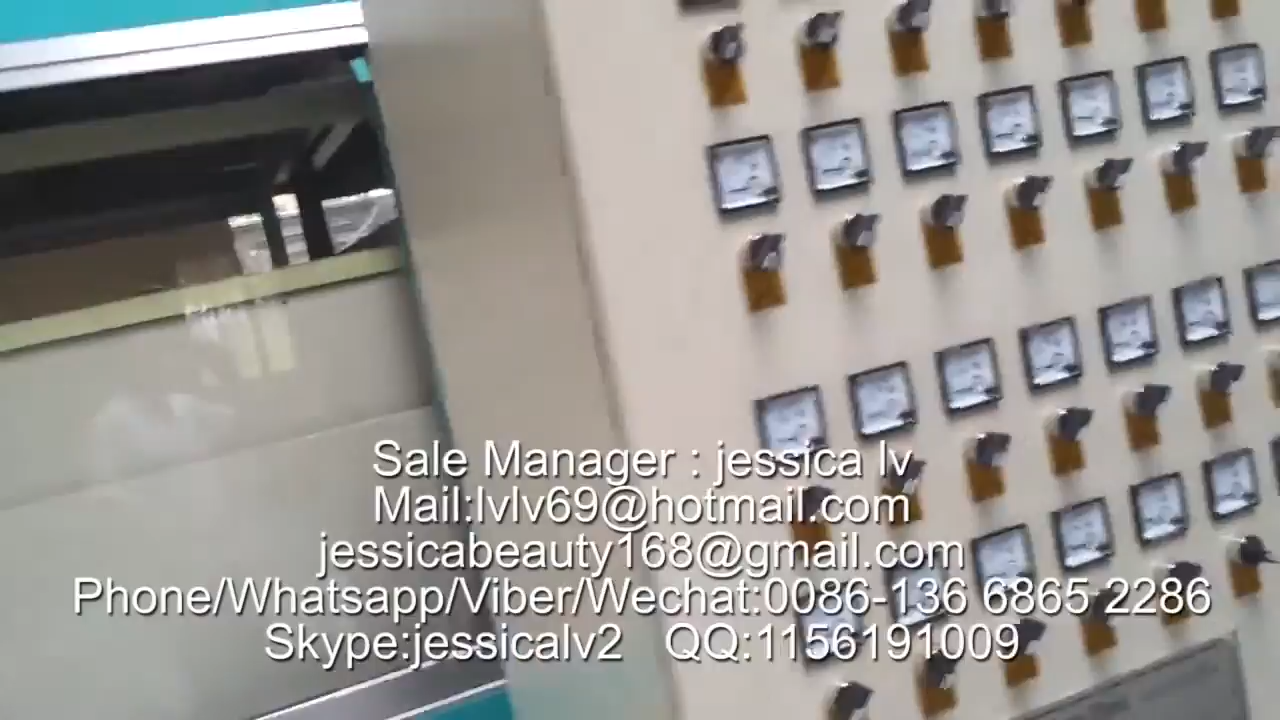 Sale Manager : jessica lv
Mail:lvlv69@hotmail.com
jessicabeauty168@gmail.com
Phone/Whatsapp/Viber/Wechat:0086-136 6865 2286
Skype:jessicalv2 QQ:1156191009